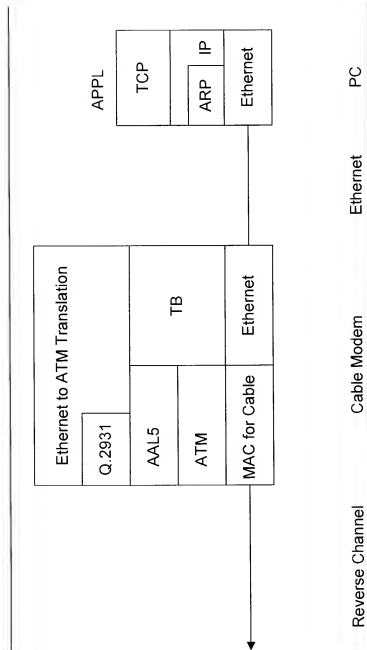 APPL
TCP
IP
ARP
Ethernet
Ethernet to ATM Translation
Q.2931
AAL5
TB
ATM
MAC for Cable
Ethernet
Reverse Channel
Cable Modem
Ethernet
PC